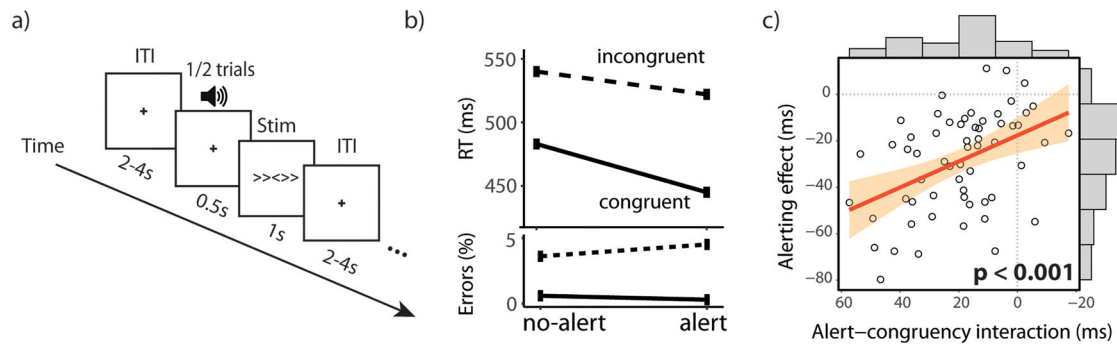 a)
ITI
1/2 trials
Stim
ITI
Time
>><>>
2-4s
0.5s
1s
2-4s
b)
incongruent
congruent
RT (ms)
550
500
450
Errors (%)
5
0
no-alert
alert
c)
Alerting effect (ms)
0
−20
−40
−60
−80
p < 0.001
60
40
20
0
−20
Alert−congruency interaction (ms)